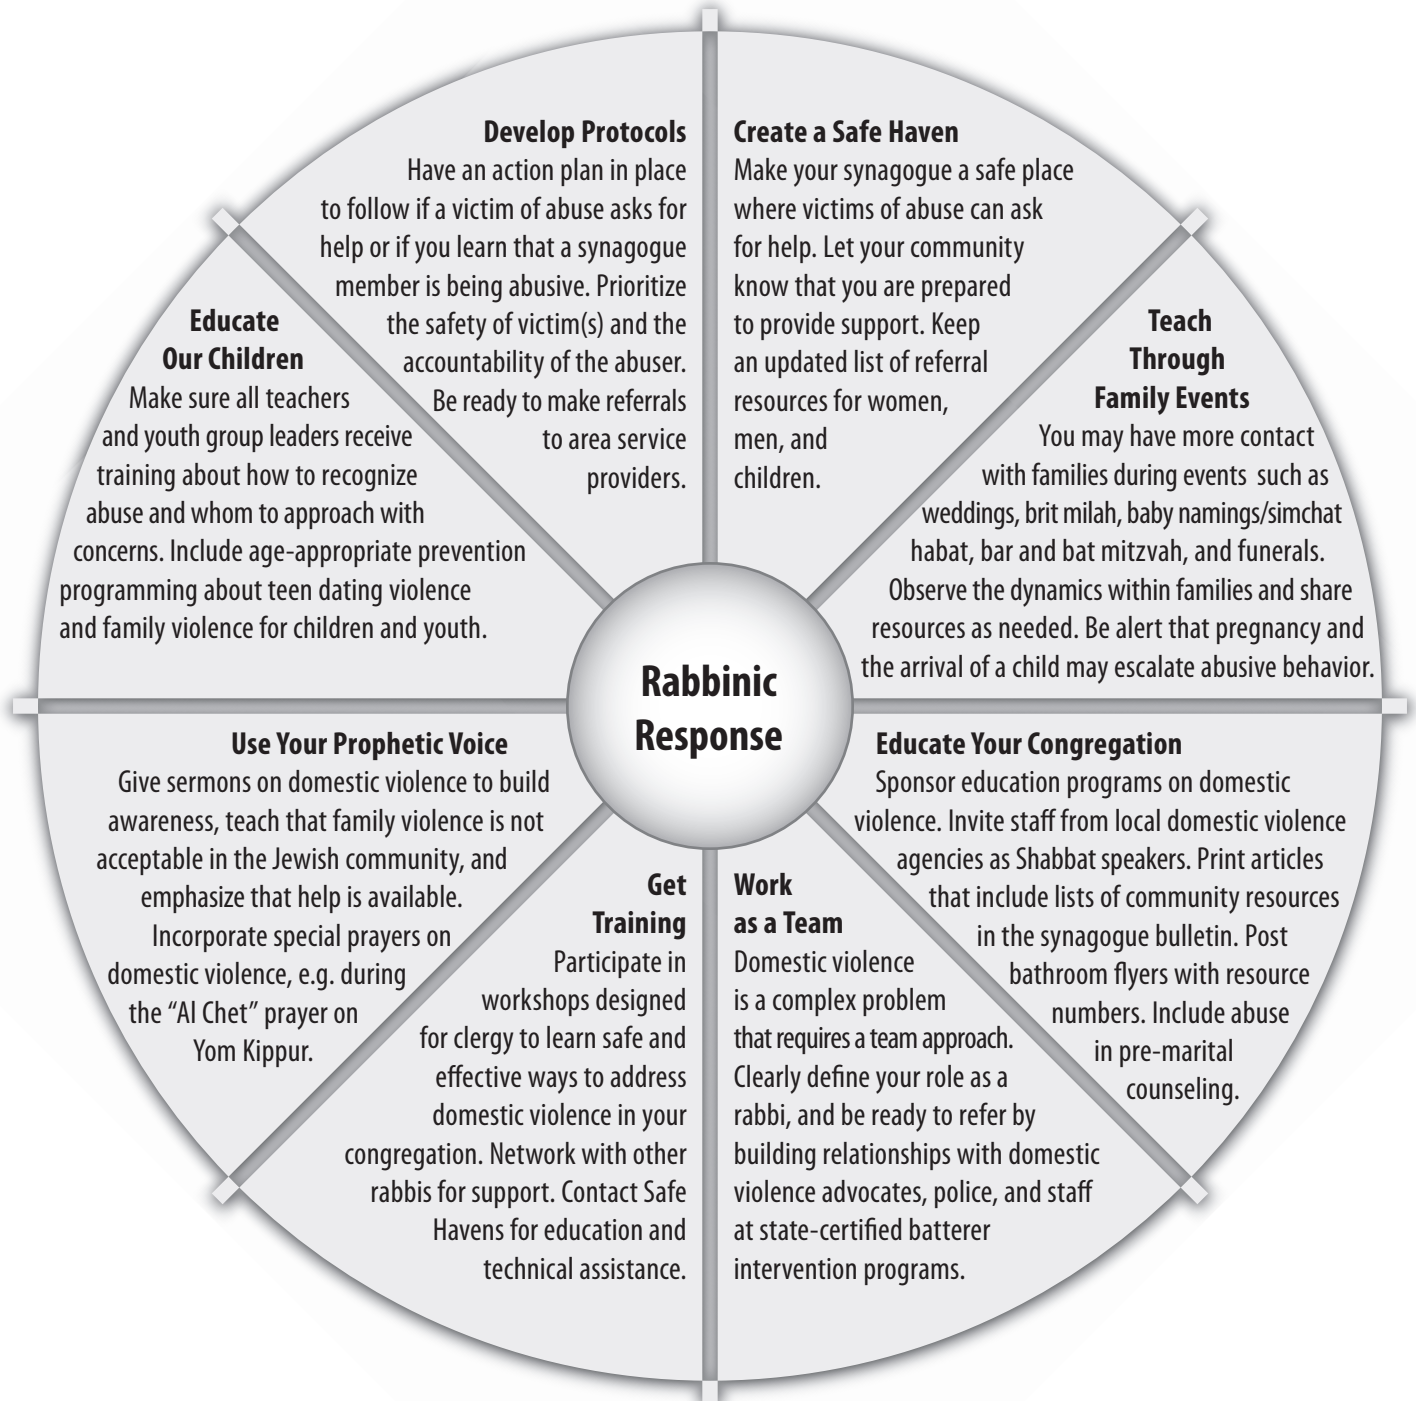 Develop Protocols
Have an action plan in place
to follow if a victim of abuse asks for
help or if you learn that a synagogue
member is being abusive. Prioritize
the safety of victim(s) and the
accountability of the abuser.
Be ready to make referrals
to area service
providers.
Create a Safe Haven
Make your synagogue a safe place
where victims of abuse can ask
for help. Let your community
know that you are prepared
to provide support. Keep
an updated list of referral
resources for women,
men, and
children.
Teach
Through
Family Events
You may have more contact
with families during events such as
weddings, brit milah, baby namings/simchat
habat, bar and bat mitzvah, and funerals.
Observe the dynamics within families and share
resources as needed. Be alert that pregnancy and
the arrival of a child may escalate abusive behavior.
Educate Your Congregation
Sponsor education programs on domestic
violence. Invite staff from local domestic violence
agencies as Shabbat speakers. Print articles
that include lists of community resources
in the synagogue bulletin. Post
bathroom flyers with resource
numbers. Include abuse
in pre-marital
counseling.
Work
as a Team
Domestic violence
is a complex problem
that requires a team approach.
Clearly define your role as a
rabbi, and be ready to refer by
building relationships with domestic
violence advocates, police, and staff
at state-certified batterer
intervention programs.
Get
Training
Participate in
workshops designed
for clergy to learn safe and
effective ways to address
domestic violence in your
congregation. Network with other
rabbis for support. Contact Safe
Havens for education and
technical assistance.
Use Your Prophetic Voice
Give sermons on domestic violence to build
awareness, teach that family violence is not
acceptable in the Jewish community, and
emphasize that help is available.
Incorporate special prayers on
domestic violence, e.g. during
the “Al Chet” prayer on
Yom Kippur.
Educate
Our Children
Make sure all teachers
and youth group leaders receive
training about how to recognize
abuse and whom to approach with
concerns. Include age-appropriate prevention
programming about teen dating violence
and family violence for children and youth.
Rabbinic
Response